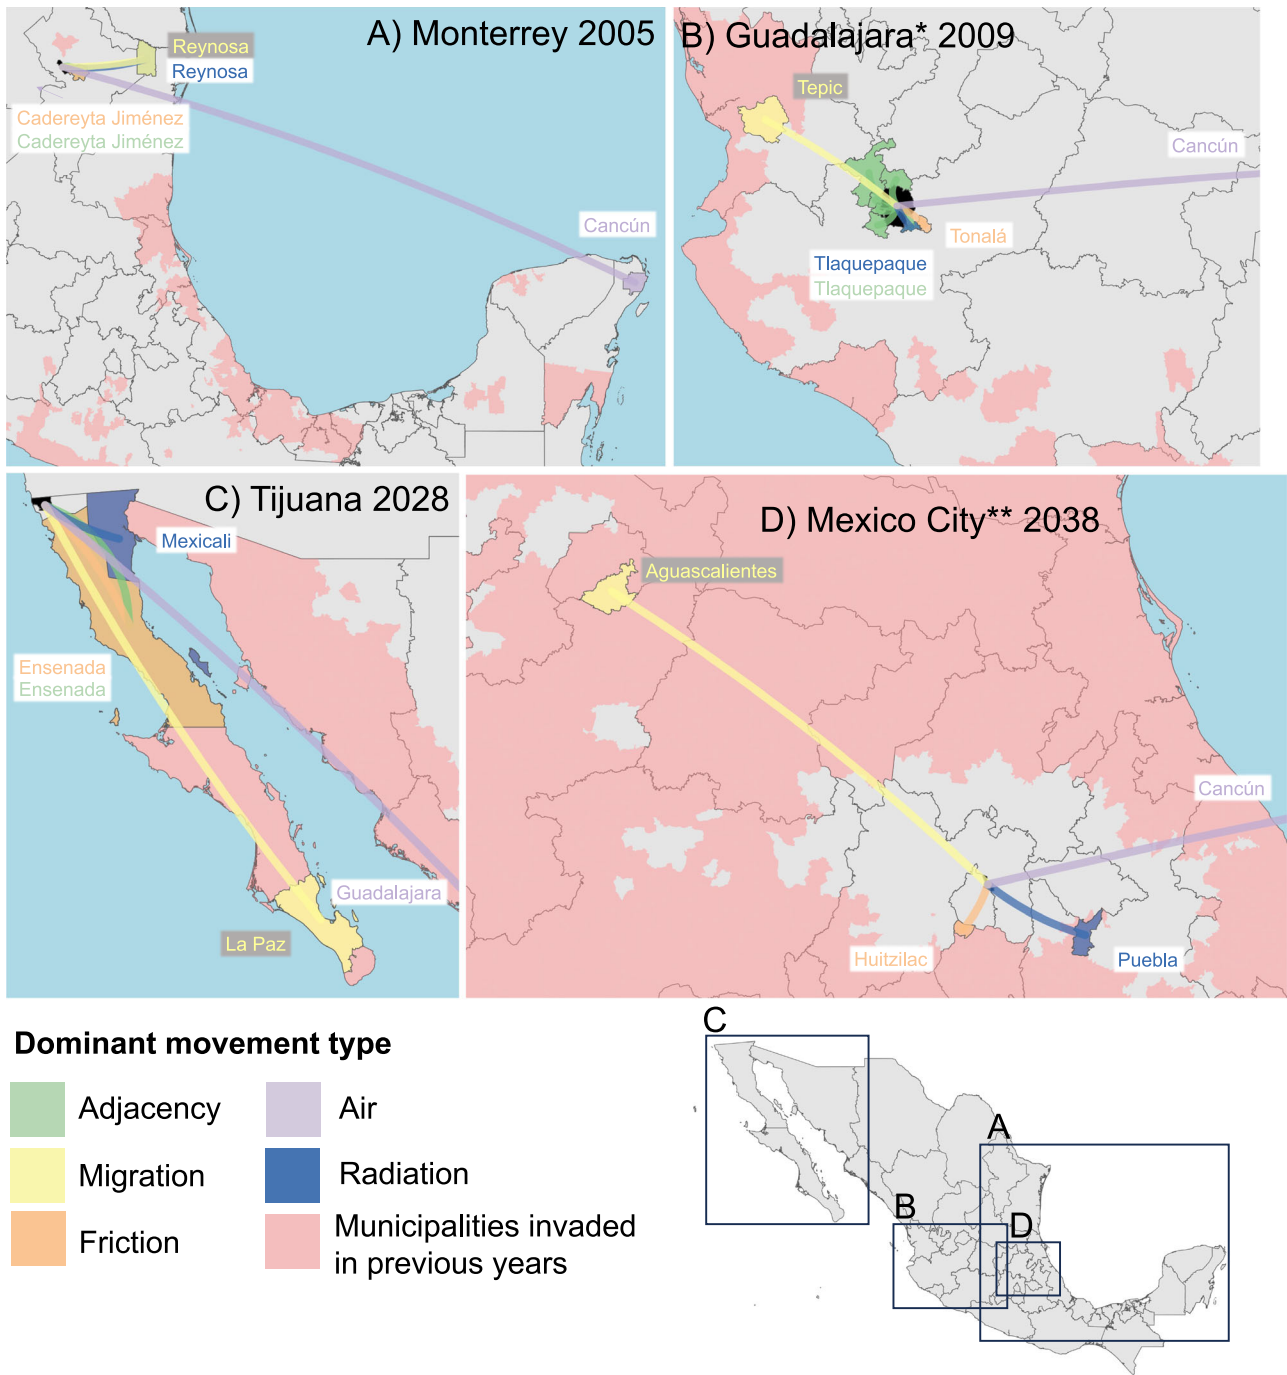 A) Monterrey 2005
Reynosa
Reynosa
Cadereyta Jiménez
Cadereyta Jiménez
Cancún
B) Guadalajara* 2009
Tepic
Cancún
Tonalá
Tlaquepaque
Tlaquepaque
C) Tijuana 2028
Mexicali
Ensenada
Ensenada
Guadalajara
La Paz
D) Mexico City** 2038
Aguascalientes
Cancún
Huitzilac
Puebla
Dominant movement type
Adjacency
Air
Migration
Radiation
Friction
Municipalities invaded
in previous years
C
A
B
D